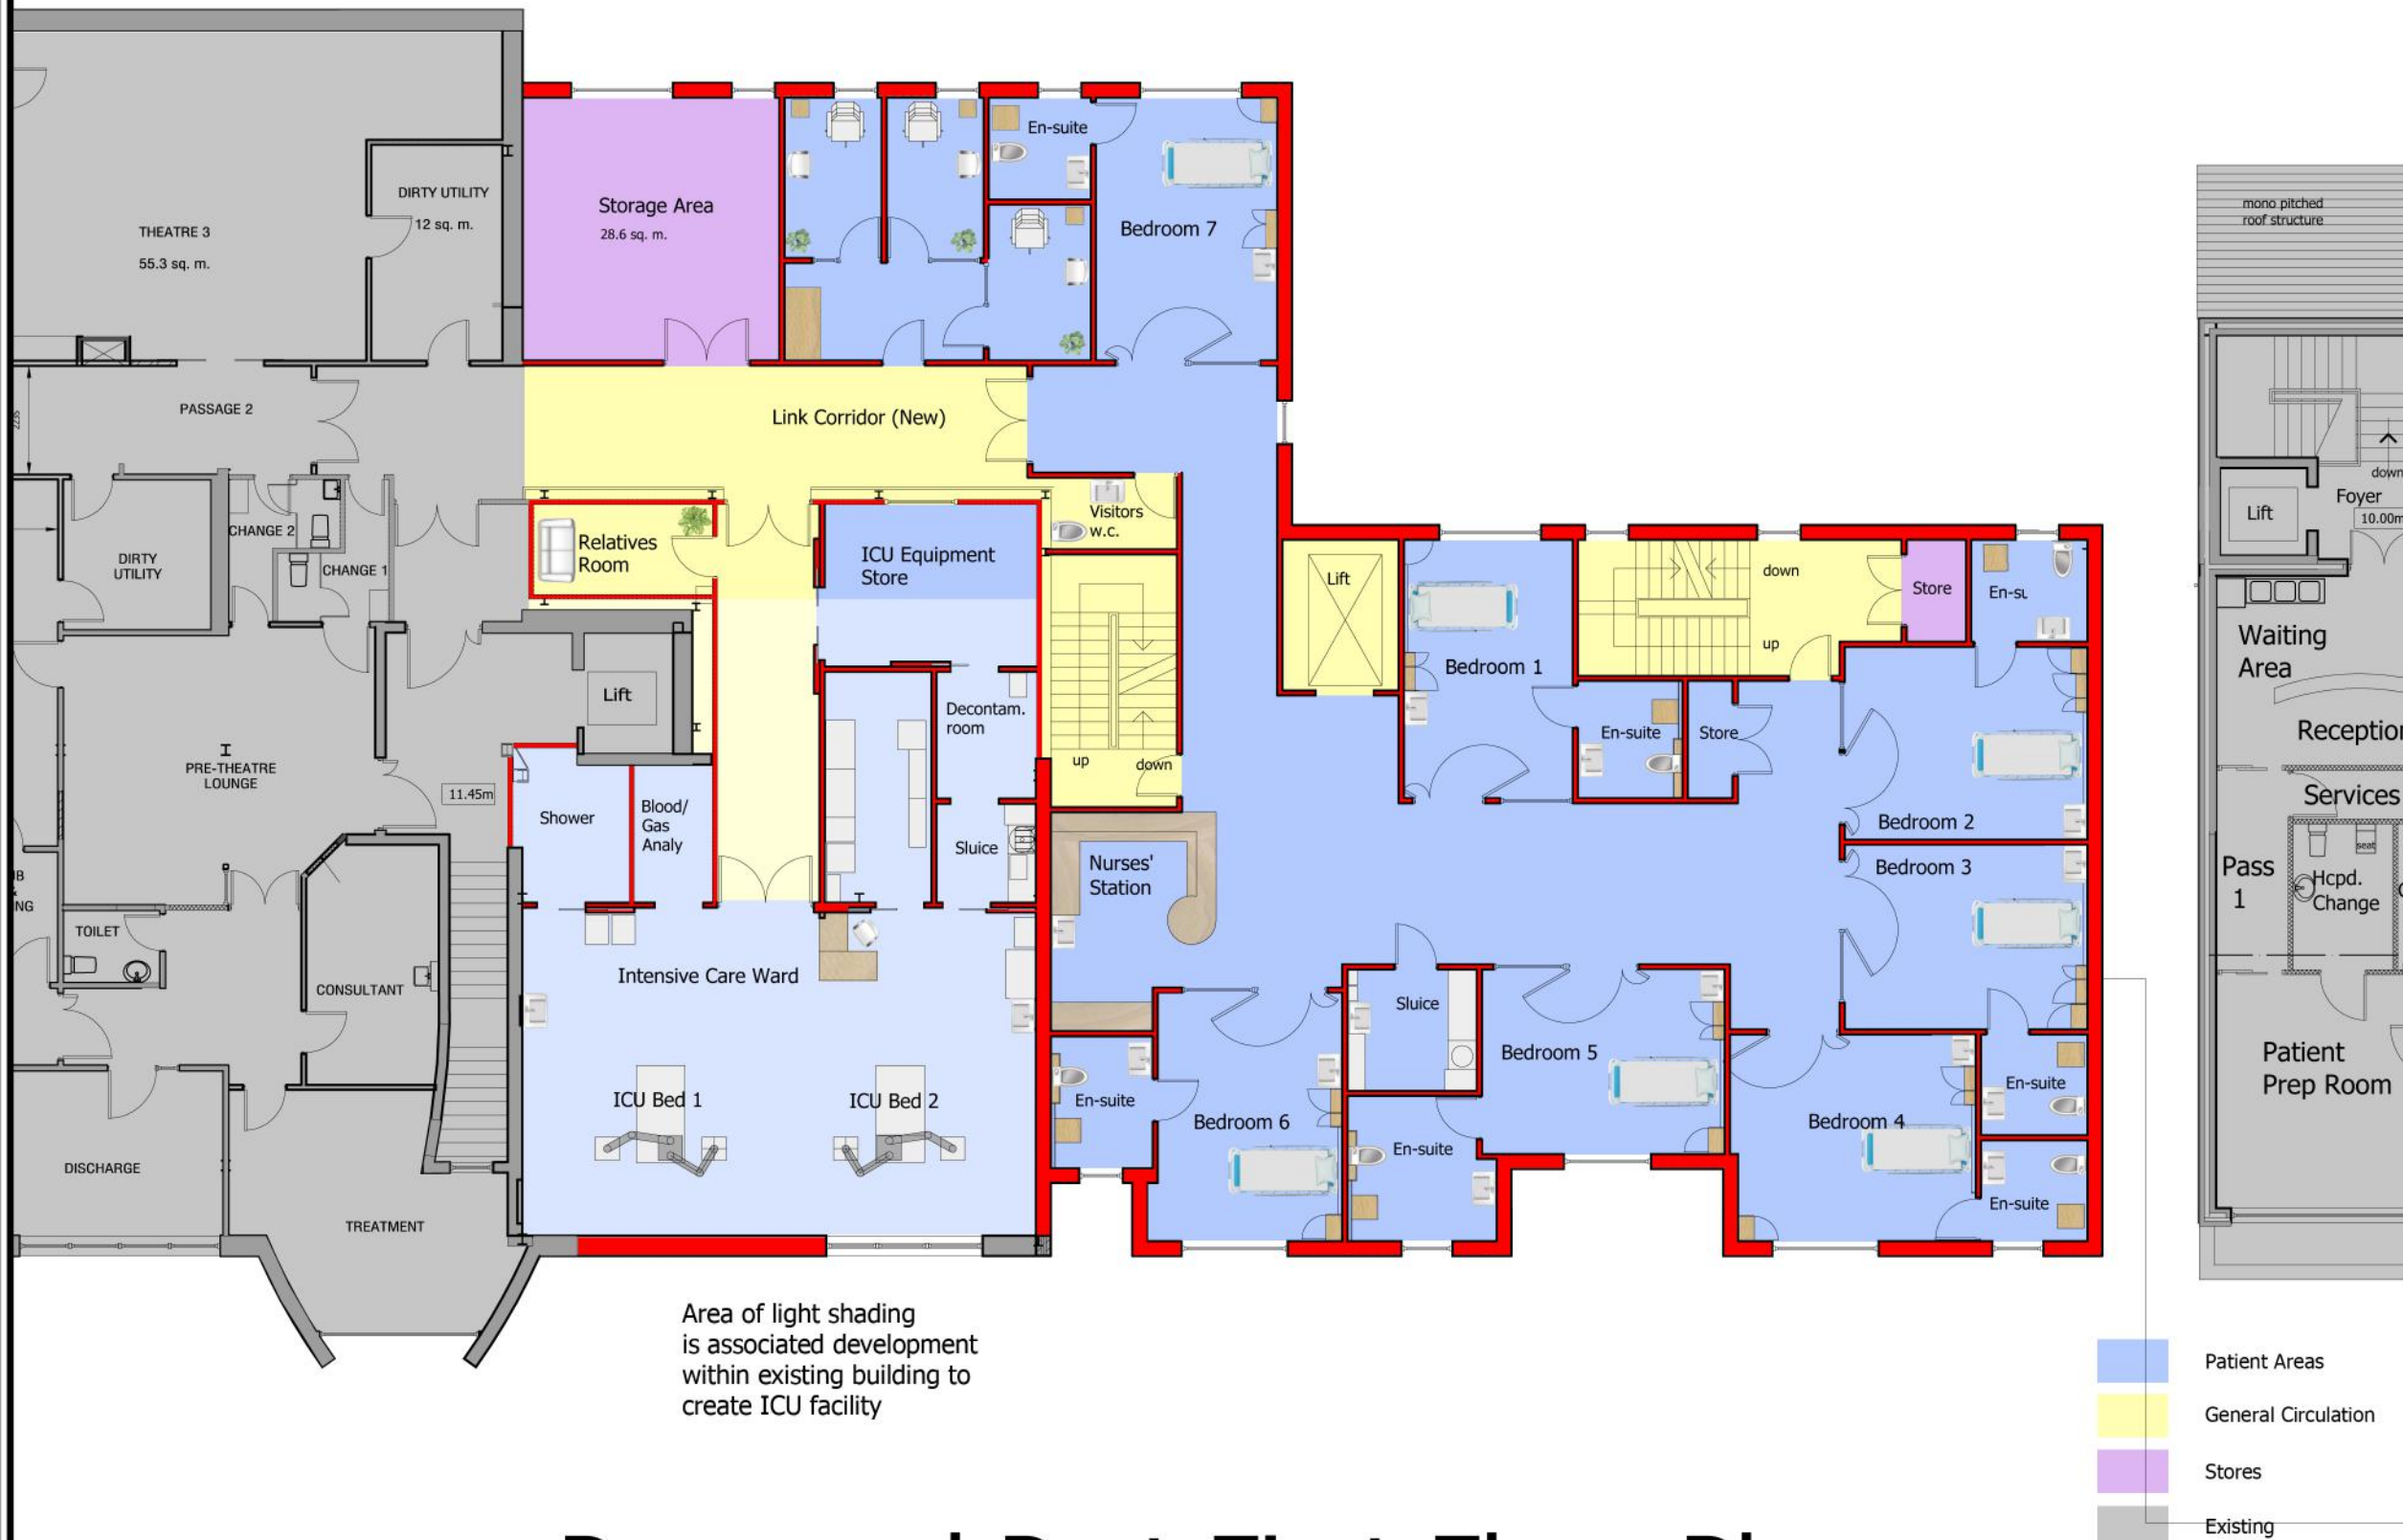 THEATRE 3
55.3 sq. m.
DIRTY UTILITY
12 sq. m.
Storage Area
28.6 sq. m.
En-suite
Bedroom 7
mono pitched
roof structure
PASSAGE 2
2235
Link Corridor (New)
Visitors
w.c.
CHANGE 2
CHANGE 1
DIRTY
UTILITY
Relatives
Room
ICU Equipment
Store
Lift
Bedroom 1
down
up
Store
En-su
down
Foyer
10.00m
Lift
Waiting
Area
Reception
Lift
Decontam.
room
up
down
En-suite
Store
PRE-THEATRE
LOUNGE
11.45m
Shower
Blood/
Gas
Analy
Sluice
Nurses'
Station
Bedroom 2
Bedroom 3
Services
Pass
1
Hcpd.
Change
seat
NG
TOILET
CONSULTANT
Intensive Care Ward
Sluice
Bedroom 5
Patient
Prep Room
ICU Bed 1
ICU Bed 2
En-suite
Bedroom 6
En-suite
Bedroom 4
En-suite
En-suite
DISCHARGE
TREATMENT
Area of light shading
is associated development
within existing building to
create ICU facility
Patient Areas
General Circulation
Stores
Existing